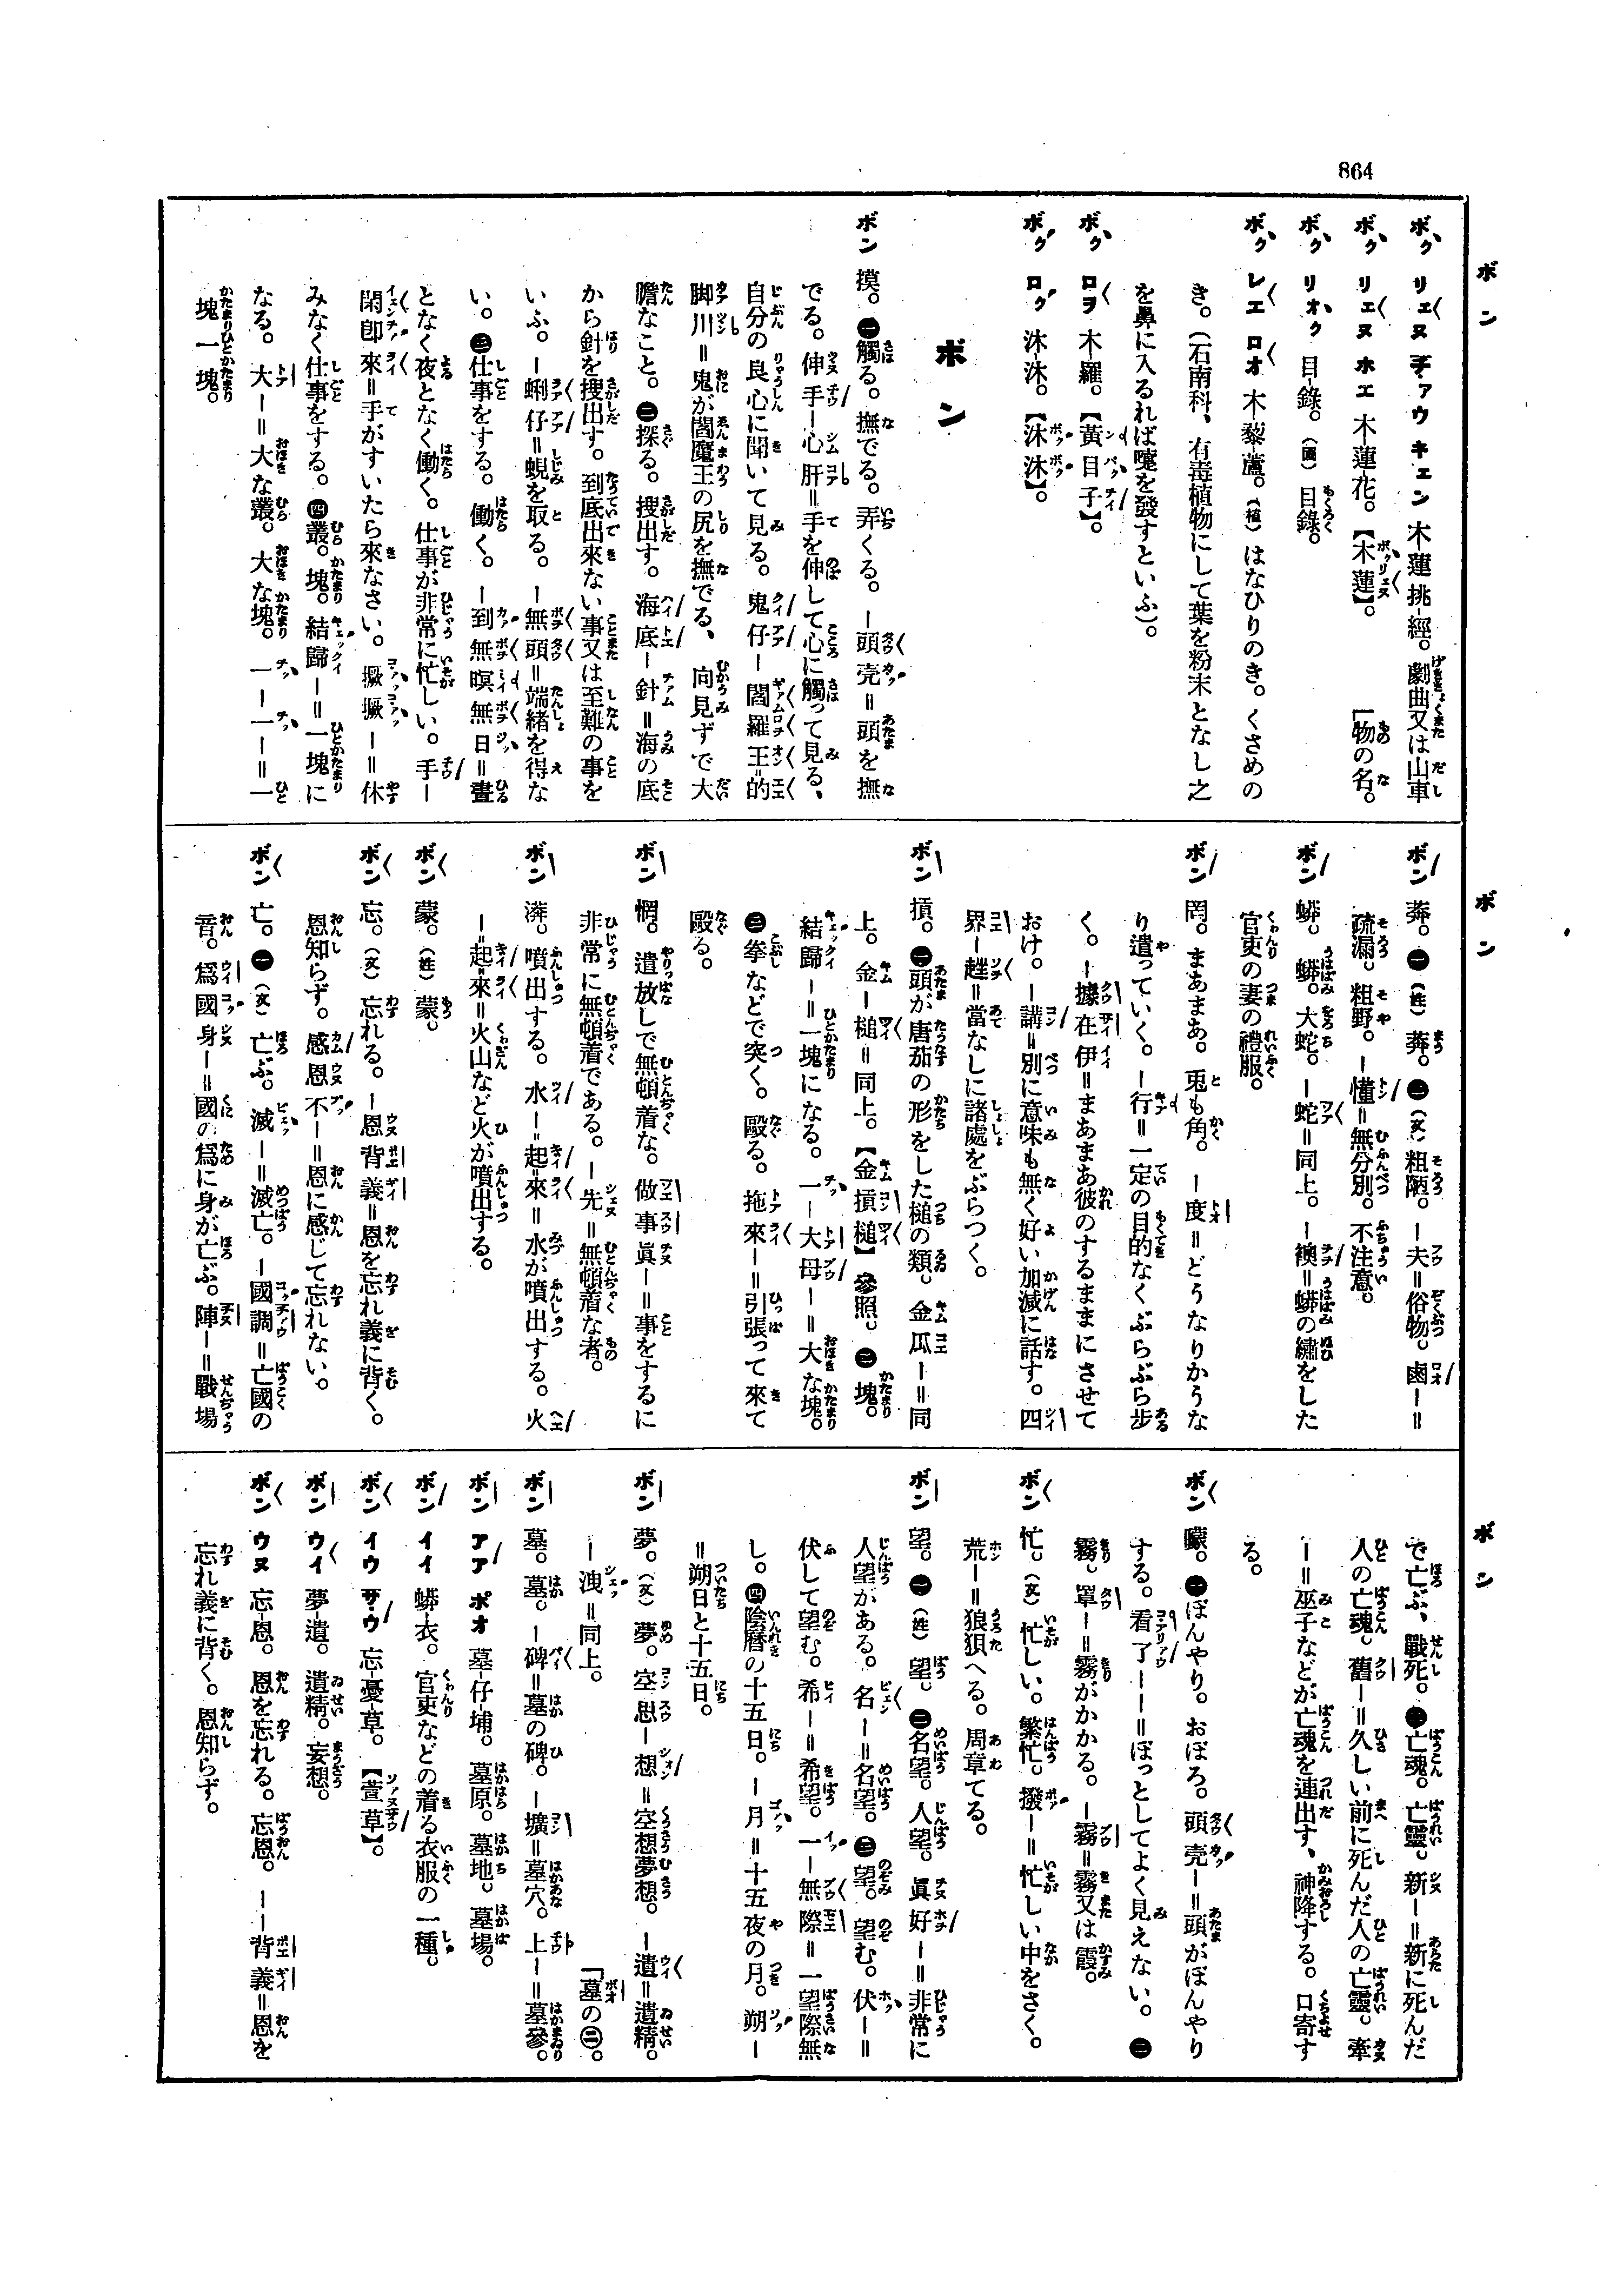 864
ボン
ボク リエヌ チァウ キェン 木蓮挑-經。劇曲又は山車
ボク リエヌ ホエ 木蓮花。【木蓮】。「物の名。
ボク リオク 目-錄。(國)目錄。
ボク レエ ロオ 木黎-蘆。(植)はなひりのき。くさめの
き。(石南科、有毒植物にして葉を粉末となし之
を鼻に入るれば嚏を發すといふ)。
ボク ロヲ 木-羅。【黃目子】。
ボク ロク 沐沐。【沐沐】。
ボン
ボン 摸。㊀觸る。撫でる。弄くる。ー頭壳=頭を撫
でる。伸手ー心肝=手を伸して心に觸って見る、
自分の良心に聞いて見る。鬼仔ー閻羅王=的
脚川=鬼が閻魔王の尻を撫でる、向見ずで大
膽なこと。㊁探る。搜出す。海底ー針=海の底
から針を搜出す。到底出來ない事又は至難の事を
いふ。ー蜊仔=蜆を取る。ー無頭=端緖を得な
い。㊂仕事をする。働く。ー到無暝無日=晝
となく夜となく働く。仕事が非常に忙しい。手ー
閑卽來=手がすいたら來なさい。撅撅ー=休
みなく仕事をする。㊃叢。塊。結歸ー=一塊に
なる。大ー=大な叢。大な塊。一ー一ー=一
塊一塊。
ボン
ボン 莽。㊀(姓)莽。㊁(文)粗陋。ー夫=俗物。鹵ー=
疏漏。粗野。ー懂=無分別。不注意。
ボン 蟒。蟒。大蛇。ー蛇=同上。ー襖=蟒の繡をした
官吏の妻の禮服。
ボン 罔。まあまあ。兎も角。ー度=どうなりかうな
り遣っていく。ー行=一定の目的なくぶらぶら步
く。ー據在伊=まあまあ彼のするままにさせて
おけ。ー講=別に意味も無く好い加減に話す。四
界ー趖=當なしに諸處をぶらつく。
ボン 摃。㊀頭が唐茄の形をした槌の類。金瓜ー=同
上。金ー槌=同上。【金摃槌】參照。㊁塊。
結歸ー=一塊になる。一ー大母ー=大な塊。
㊂拳などで突く。毆る。拖來ー=引張って來て
毆る。
ボン 惘。遣放しで無頓着な。做事眞ー=事をするに
非常に無頓着である。ー先=無頓着な者。
ボン 漭。噴出する。水ー=起=來=水が噴出する。火
ー=起=來=火山など火が噴出する。
ボン 蒙。(姓)蒙。
ボン 忘。(文)忘れる。ー恩背義=恩を忘れ義に背く。
恩知らず。感恩不ー=恩に感じて忘れない。
ボン 亡。㊀(文)亡ぶ。滅ー=滅亡。ー國調=亡國の
音。爲國身ー=國の爲に身が亡ぶ。陣ー=戰場
ボン
で亡ぶ、戰死。㊁亡魂。亡靈。新ー=新に死んだ
人の亡魂。舊ー=久しい前に死んだ人の亡靈。牽
ー=巫子などが亡魂を連出す、神降する。口寄す
る。
ボン 矇。㊀ぼんやり。おぼろ。頭壳ー=頭がぼんやり
する。看了ーー=ぼっとしてよく見えない。㊁
霧。罩ー=霧がかかる。ー霧=霧又は霞。
ボン 忙。(文)忙しい。繁忙。撥ー=忙しい中をさく。
荒ー=狼狽へる。周章てる。
ボン 望。㊀(姓)望。㊁名望。人望。眞好ー=非常に
人望がある。名ー=名望。㊂望。望む。伏ー=
伏して望む。希ー=希望。一ー無際=一望際無
し。㊃陰曆の十五日。ー月=十五夜の月。朔ー
=朔日と十五日。
ボン 夢。(文)夢。空思ー想=空想夢想。ー遺=遺精。
ー洩=同上。「墓の㊁。
ボン 墓。墓。ー碑=墓の碑。ー壙=墓穴。上ー=墓參。
ボン アア ポオ 墓-仔-埔。墓原。墓地。墓場。
ボン イイ 蟒-衣。官吏などの着る衣服の一種。
ボン イウ サウ 忘-憂-草。【萱草】。
ボン ウイ 夢-遺。遺精。妄想。
ボン ウヌ 忘-恩。恩を忘れる。忘恩。ーー背義=恩を
忘れ義に背く。恩知らず。